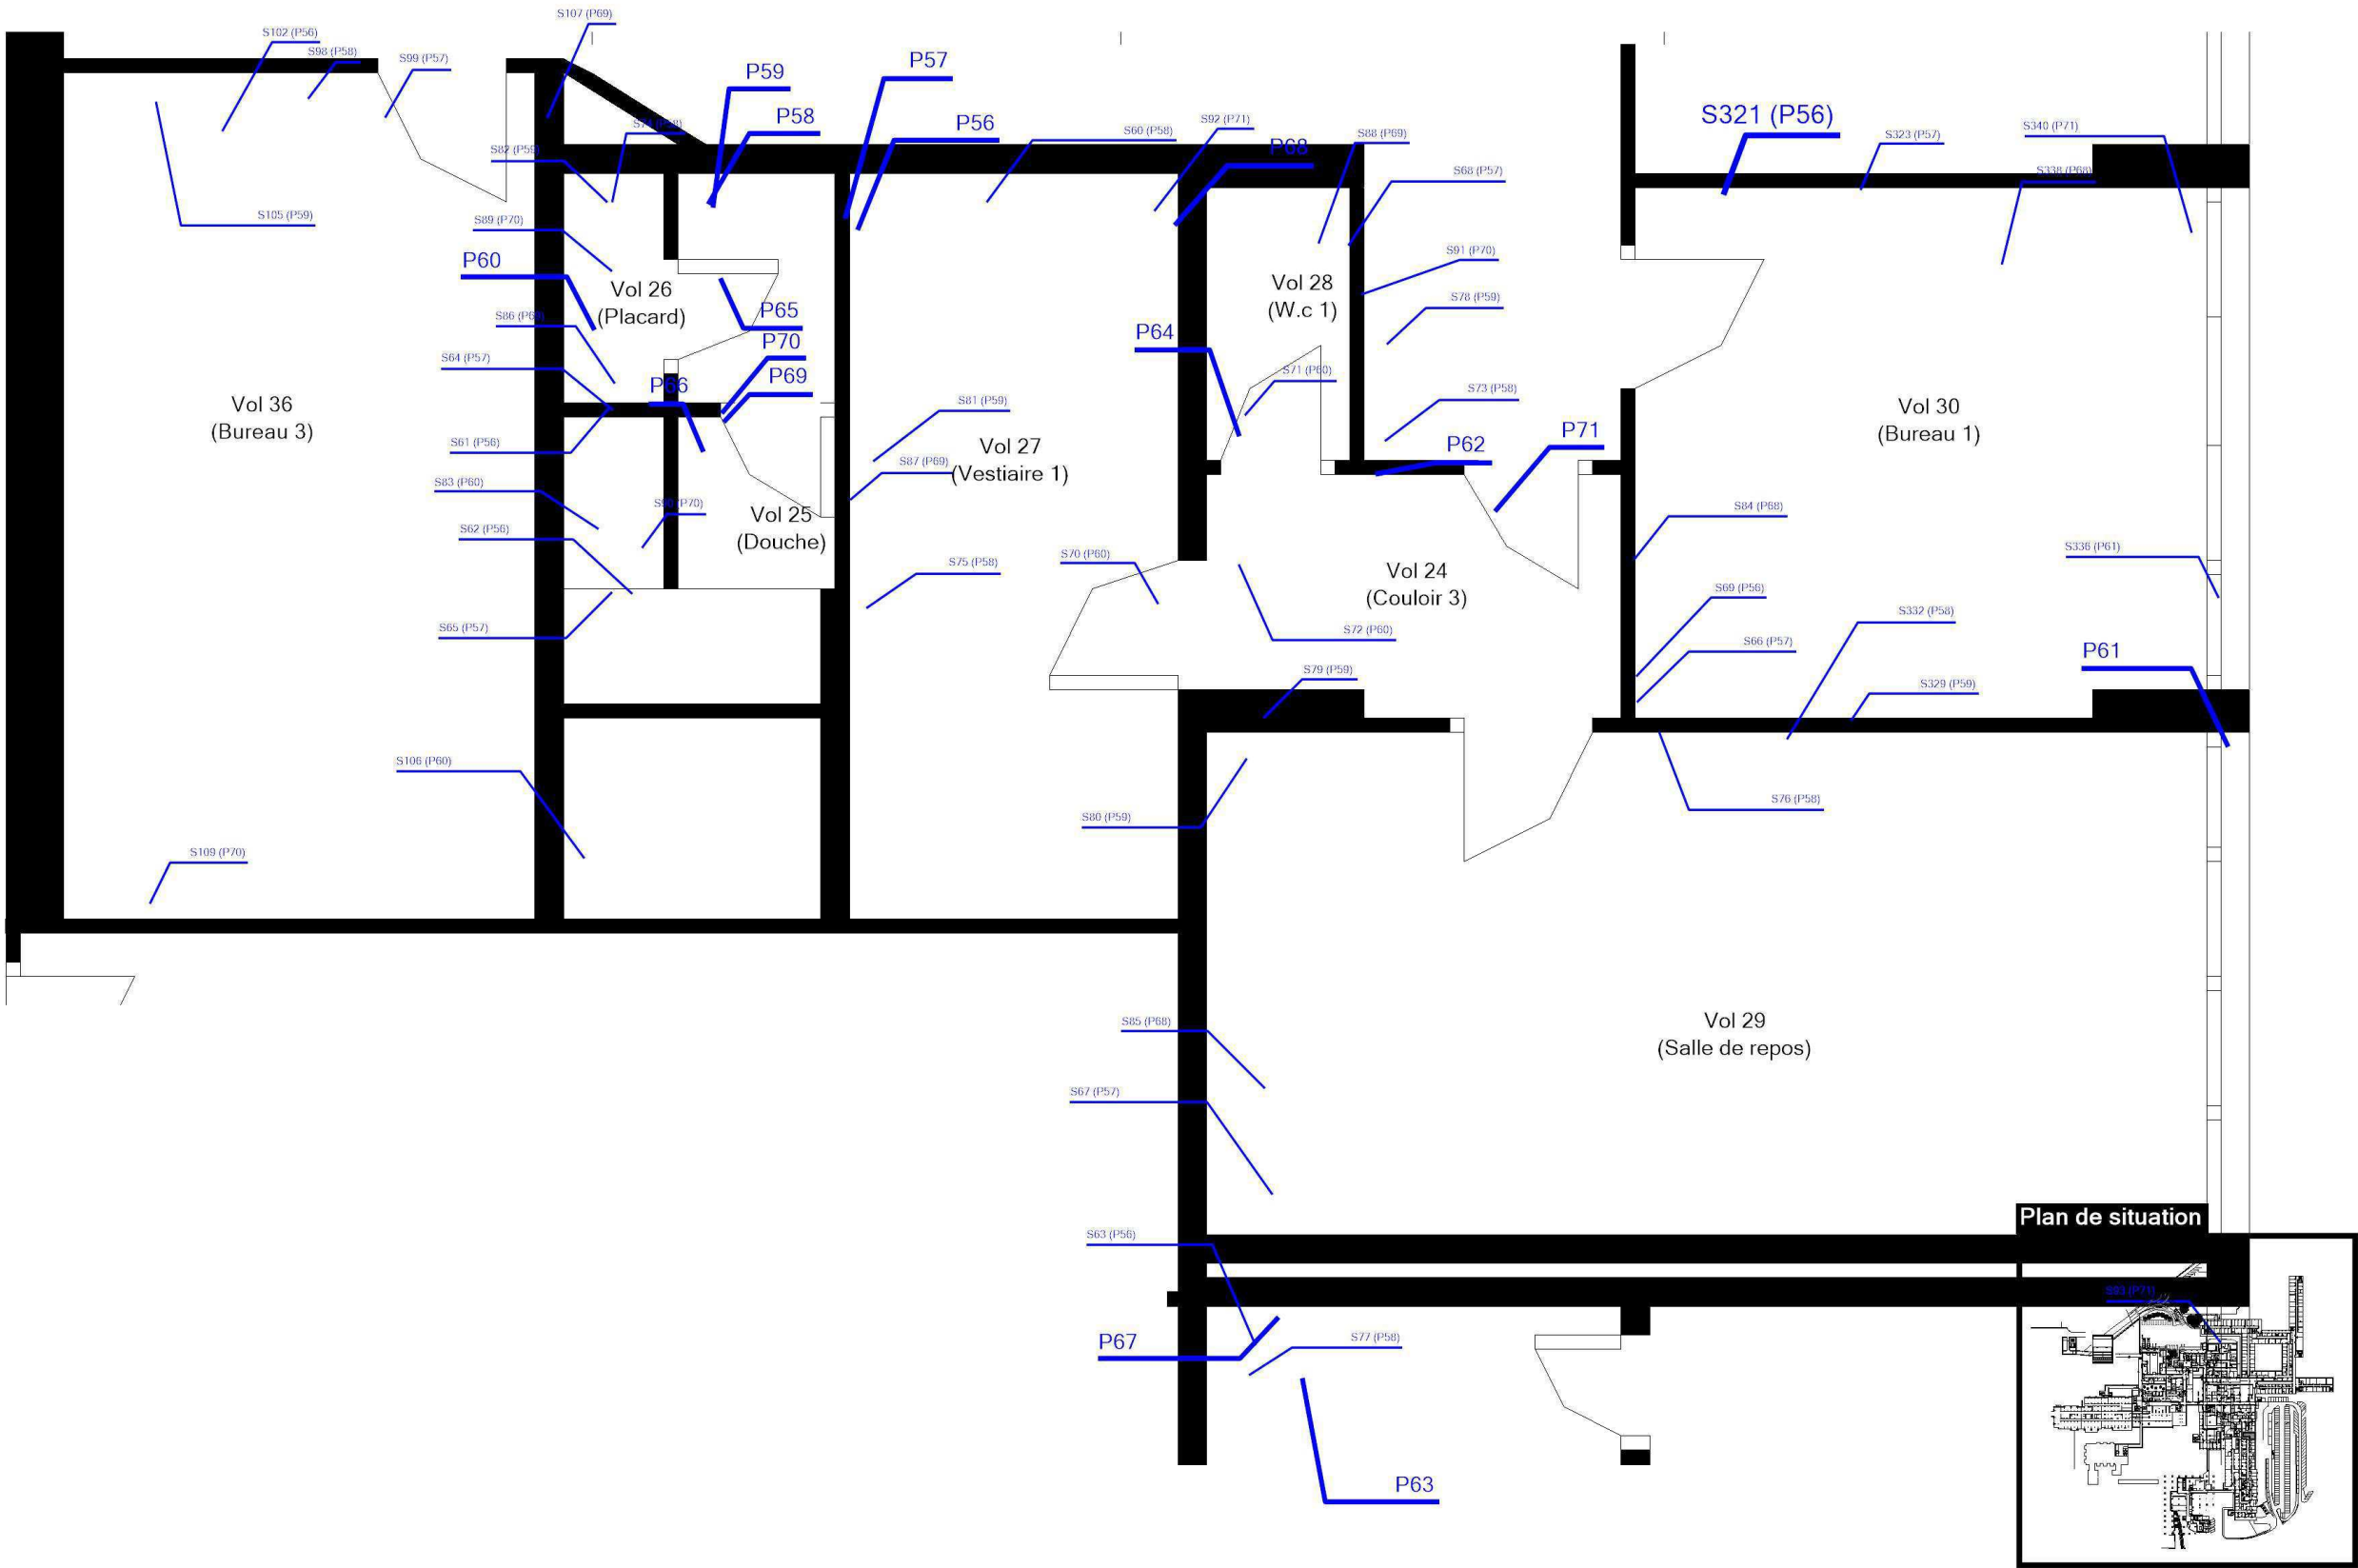 S107 (P69)
S102 (P56)
S98 (P58)
S99 (P57)
P59
P57
P58
P56
S82 (P59)
S60 (P58)
S92 (P71)
S88 (P69)
P68
S68 (P57)
S321 (P56)
S323 (P57)
S340 (P71)
S338 (P68)
S105 (P59)
S89 (P70)
P60
Vol 26
(Placard)
P65
P70
P69
P66
S64 (P57)
S61 (P56)
S83 (P60)
S62 (P56)
S65 (P57)
S106 (P60)
S109 (P70)
Vol 36
(Bureau 3)
Vol 25
(Douche)
S81 (P59)
S87 (P69)
Vol 27
(Vestiaire 1)
S75 (P58)
S70 (P60)
Vol 28
(W.c 1)
P64
S71 (P60)
S91 (P70)
S78 (P59)
S73 (P58)
P62
P71
Vol 24
(Couloir 3)
S72 (P60)
S79 (P59)
S80 (P59)
Vol 30
(Bureau 1)
S84 (P68)
S336 (P61)
S69 (P56)
S332 (P58)
S66 (P57)
P61
S329 (P59)
S76 (P58)
S85 (P68)
Vol 29
(Salle de repos)
S67 (P57)
S63 (P56)
P67
S77 (P58)
P63
Plan de situation
S93 (P71)